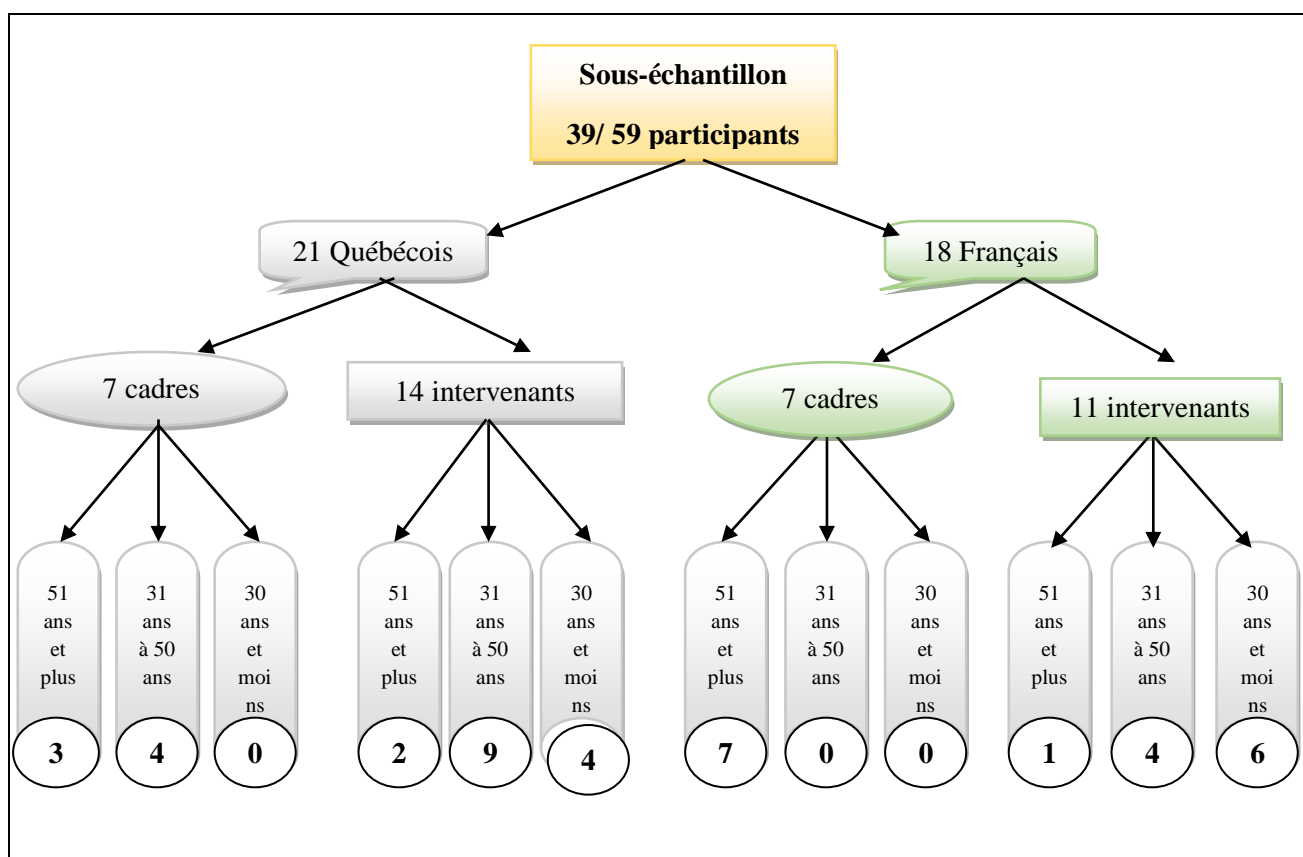 Sous-échantillon
39/ 59 participants
21 Québécois
18 Français
7 cadres
14 intervenants
7 cadres
11 intervenants
51
ans
et
plus
31
ans
à 50
ans
30
ans
et
moi
ns
51
ans
et
plus
31
ans
à 50
ans
30
ans
et
moi
ns
51
ans
et
plus
31
ans
à 50
ans
30
ans
et
moi
ns
51
ans
et
plus
31
ans
à 50
ans
30
ans
et
moi
ns
3
4
0
2
9
4
7
0
0
1
4
6